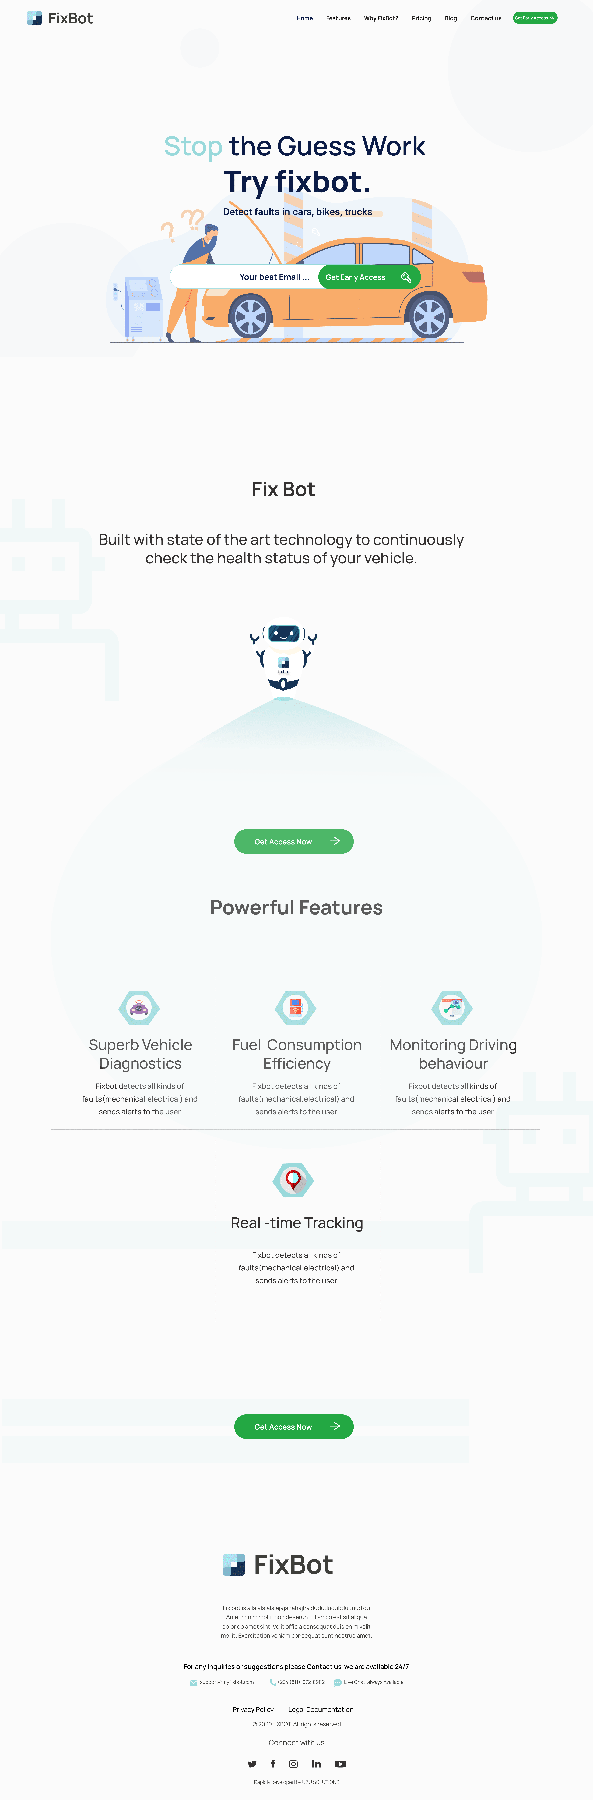 FixBot
Home Features Why FixBot? Pricing Blog Contact us Get Early Access
Stop the Guess Work
Try fixbot.
Detect faults in cars, bikes, trucks
Your best Email ... Get Early Access
Fix Bot
Built with state of the art technology to continuously
check the health status of your vehicle.
Get Access Now
Powerful Features
Superb Vehicle
Diagnostics
Fixbot detects all kinds of
faults(mechanical,electrical) and
sends alerts to the user
Fuel Consumption
Efficiency
Fixbot detects all kinds of
faults(mechanical,electrical) and
sends alerts to the user
Monitoring Driving
behaviour
Fixbot detects all kinds of
faults(mechanical,electrical) and
sends alerts to the user
Real -time Tracking
Fixbot detects all kinds of
faults(mechanical,electrical) and
sends alerts to the user
Get Access Now
FixBot
For any inquiries or suggestions please Contact us, we are available 24/7
Privacy Policy Legal Documentation
All rights reserved
Connect with us